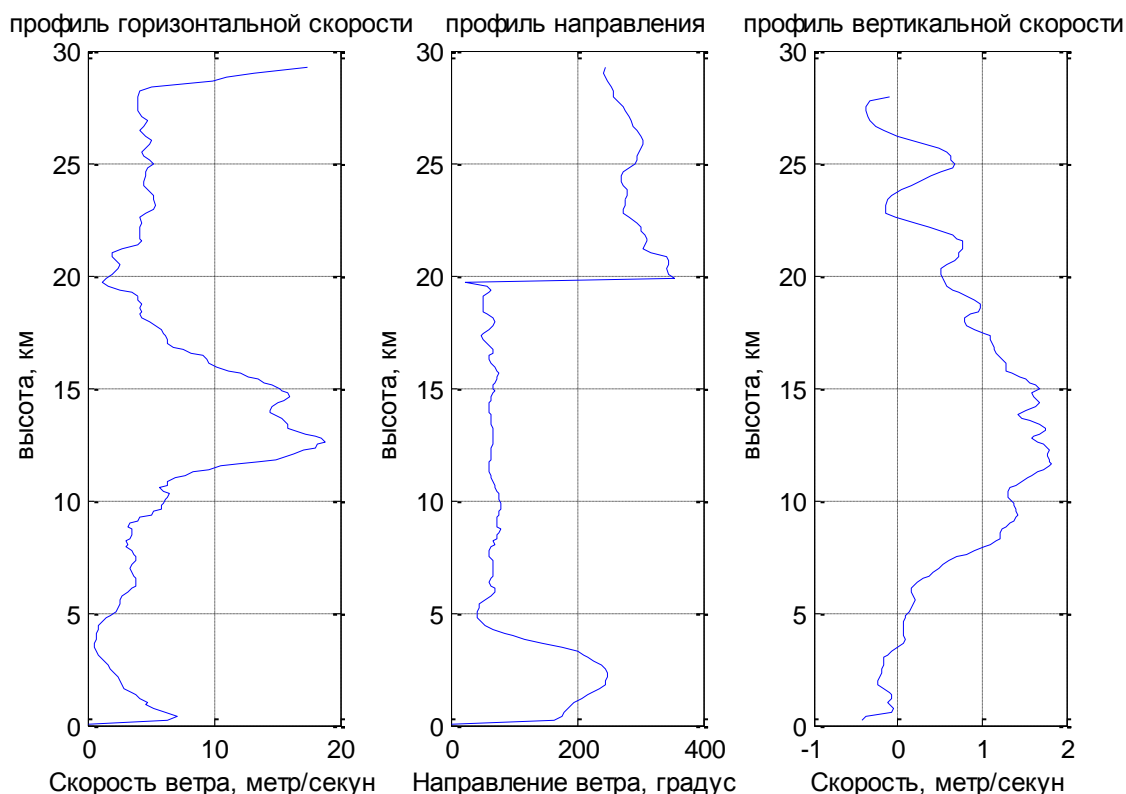 профиль горизонтальной скорости
профиль направления
профиль вертикальной скорости
30
25
20
15
10
5
0
высота, км
0 10 20
Скорость ветра, метр/секун
30
25
20
15
10
5
0
высота, км
0 200 400
Направление ветра, градус
30
25
20
15
10
5
0
высота, км
-1 0 1 2
Скорость, метр/секун